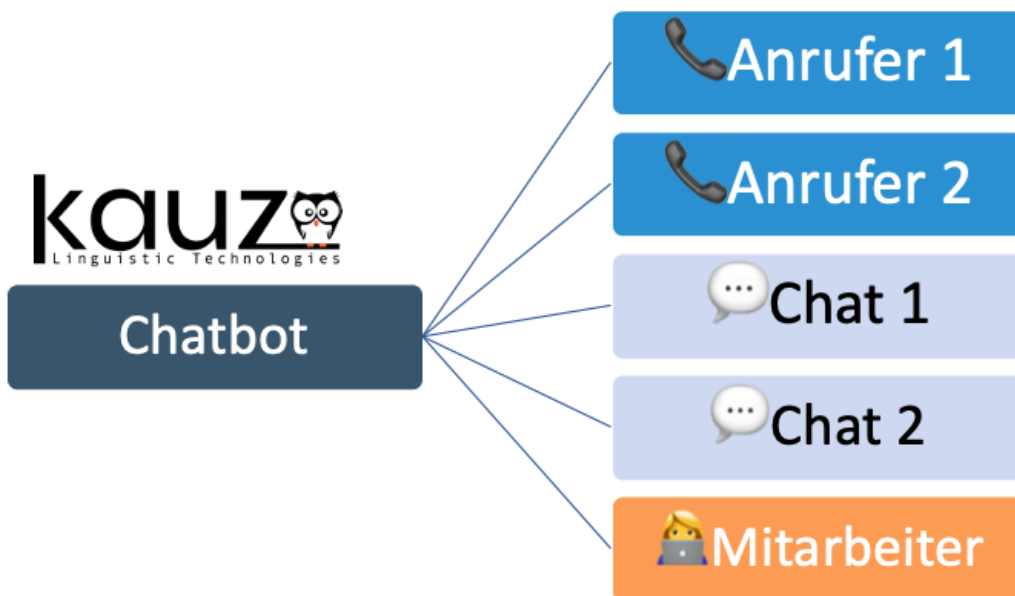 kauz
Linguistic Technologies
Chatbot
Anrufer 1
Anrufer 2
Chat 1
Chat 2
Mitarbeiter